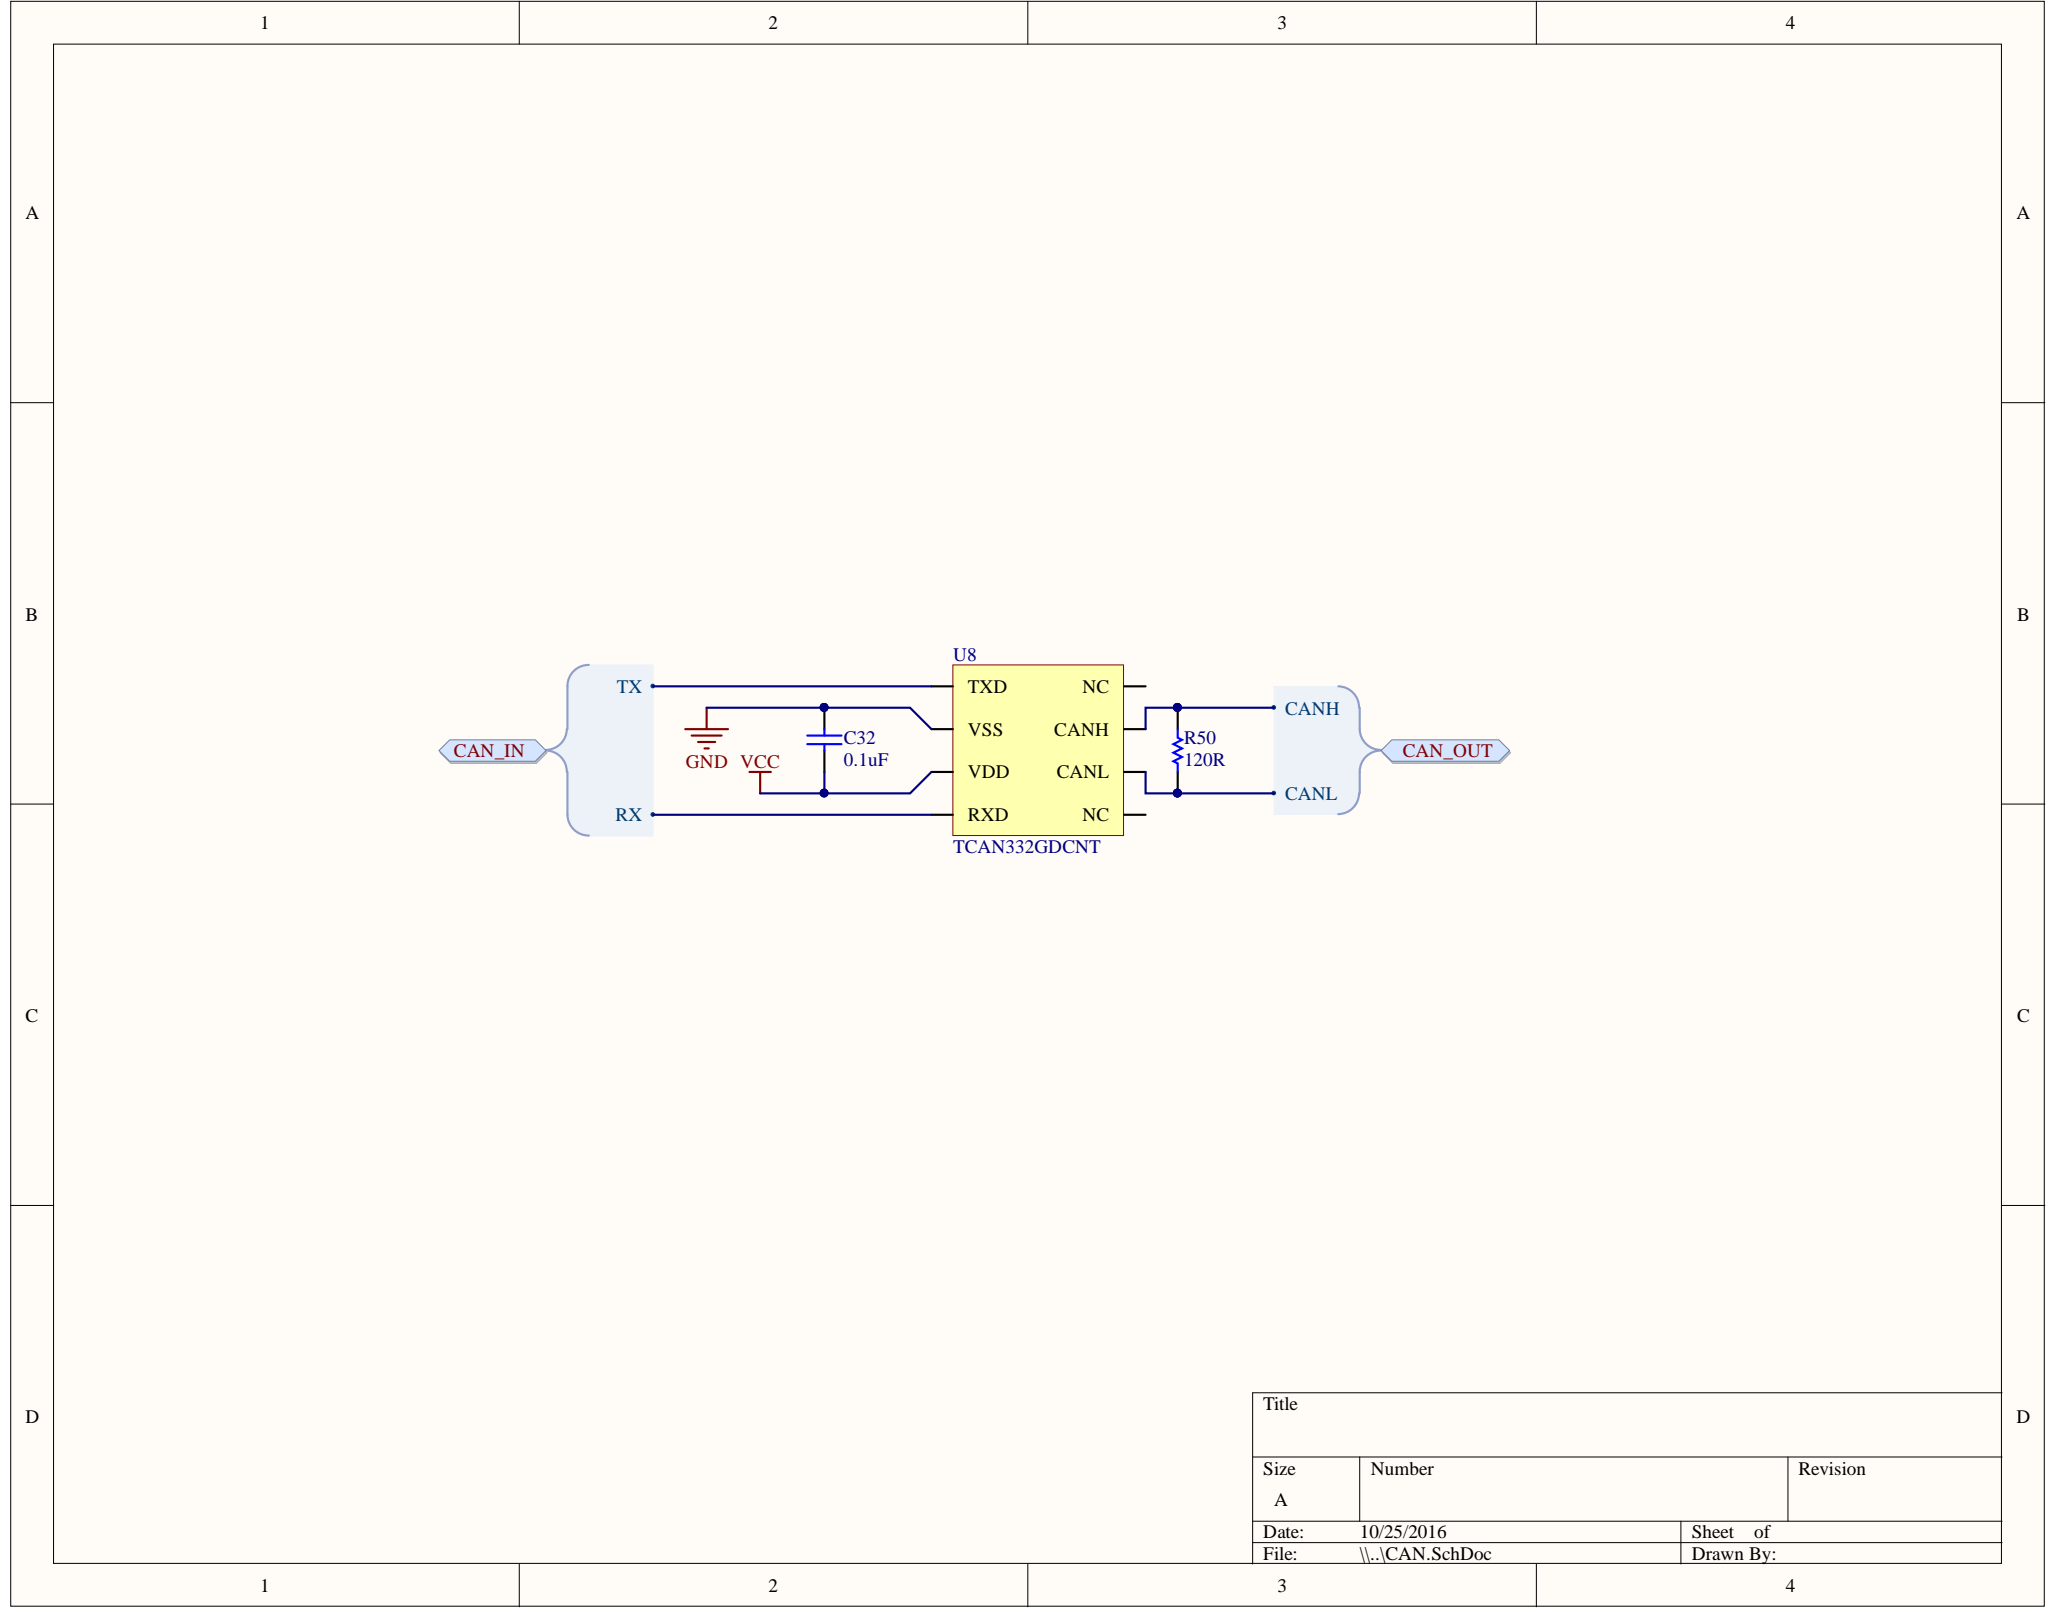 1 2 3 4
A A
B B
U8
TX TXD NC
CANH
VSS CANH
C32 R50
CAN_IN CAN_OUT
GND VCC 0.1uF 120R
VDD CANL
CANL
RX RXD NC
TCAN332GDCNT
C C
Title
D D
Size Number Revision
A
Date: 10/25/2016 Sheet of
File: \\..\CAN.SchDoc Drawn By:
1 2 3 4